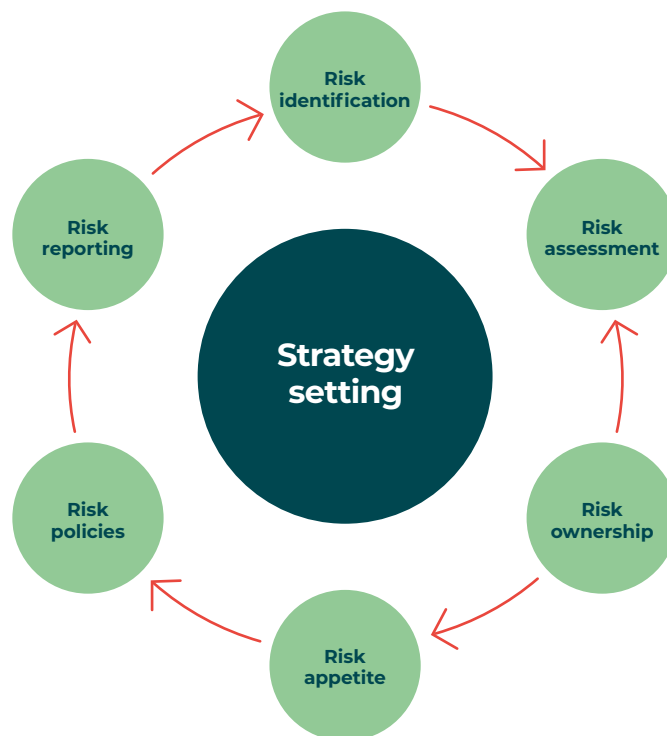 Risk
identification
Risk
reporting
Risk
assessment
Strategy
setting
Risk
policies
Risk
ownership
Risk
appetite